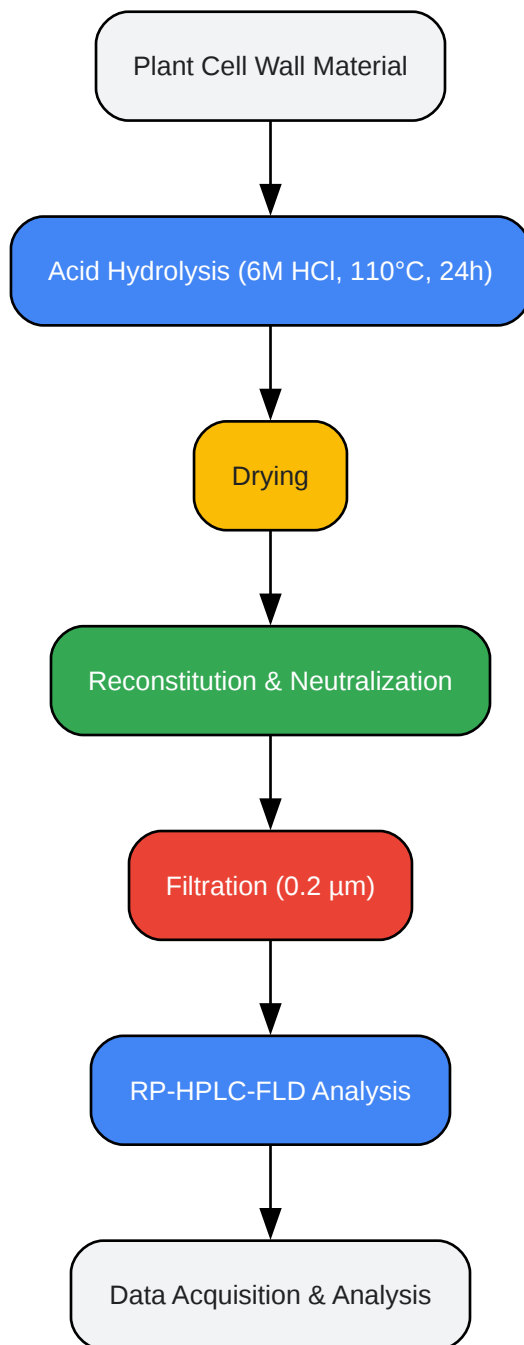 Plant Cell Wall Material
Acid Hydrolysis (6M HCl, 110°C, 24h)
Drying
Reconstitution & Neutralization
Filtration (0.2 µm)
RP-HPLC-FLD Analysis
Data Acquisition & Analysis